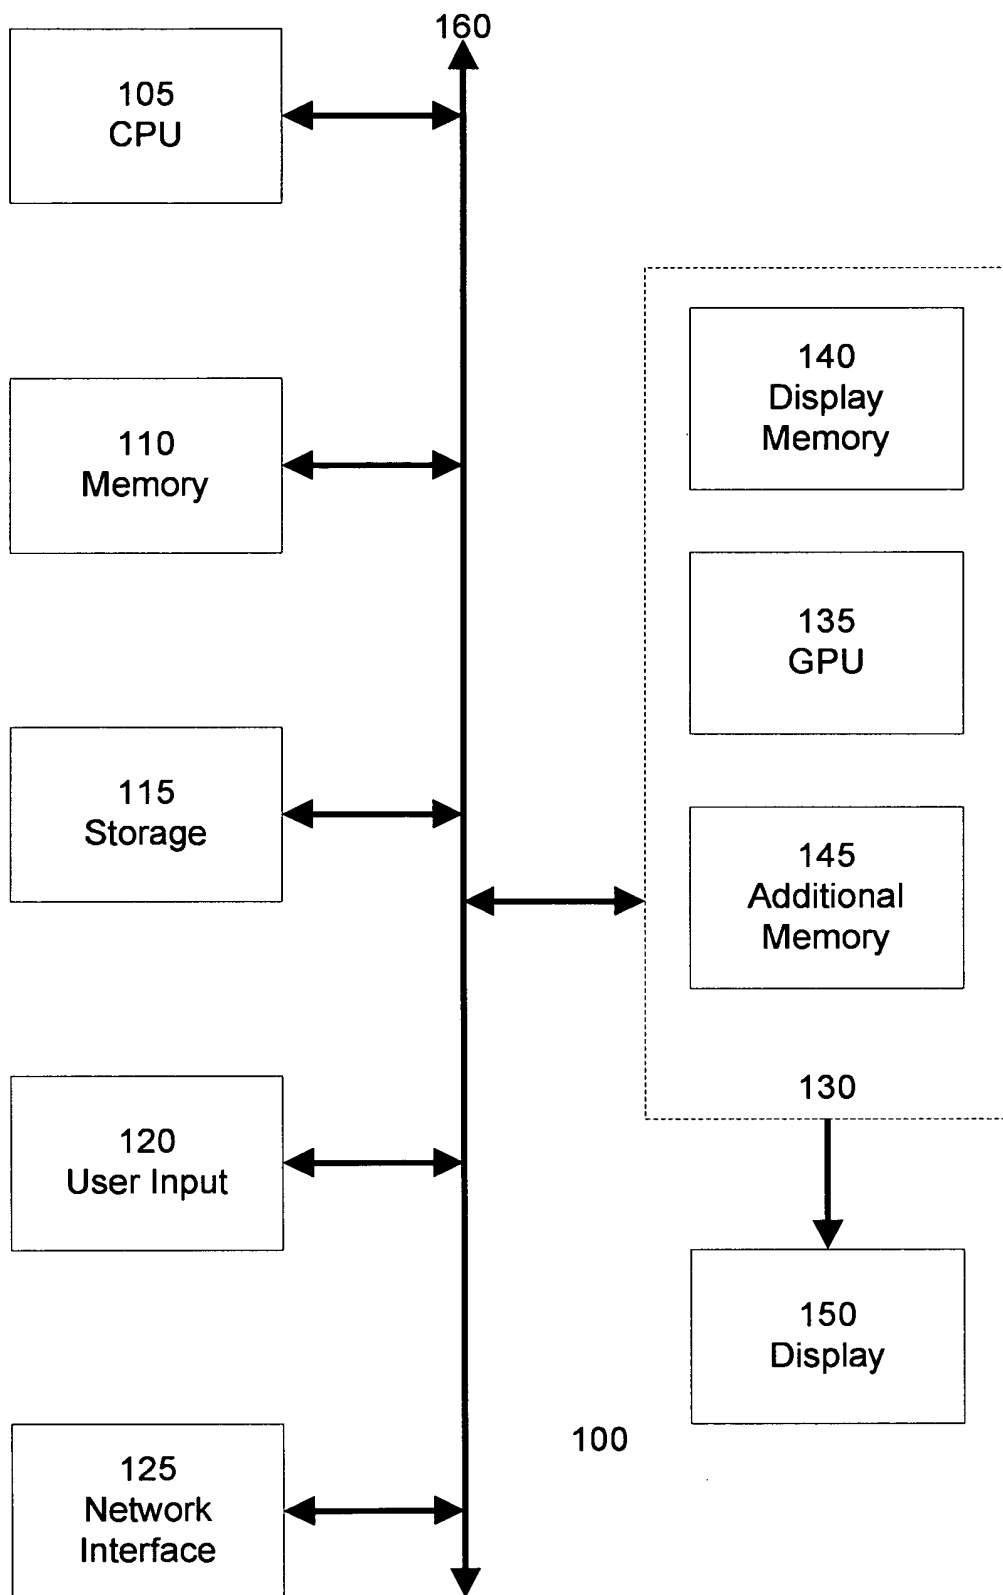 160
105
CPU
110
Memory
115
Storage
120
User Input
125
Network
Interface
140
Display
Memory
135
GPU
145
Additional
Memory
130
150
Display
100